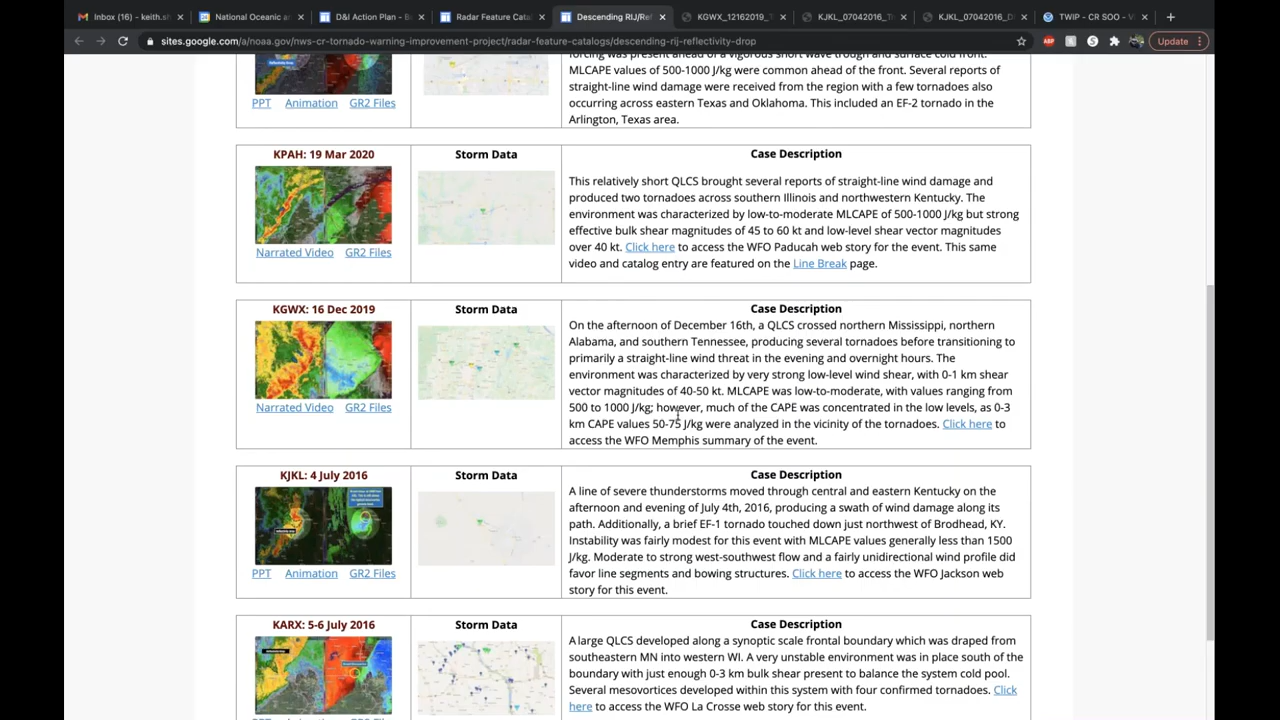 Inbox (16) - keith.s
National Oceanic a
D&I Action Plan - B
Radar Feature Cata
Descending RIJ/Ref
KGWX_12162019_T
KJKL_07042016_T
KJKL_07042016_D
TWIP - CR SOO - V
sites.google.com/a/noaa.gov/nws-cr-tornado-warning-improvement-project/radar-feature-catalogs/descending-rij-reflectivity-drop
Update
PPT Animation GR2 Files
MLCAPE values of 500-1000 J/kg were common ahead of the front. Several reports of
straight-line wind damage were received from the region with a few tornadoes also
occurring across eastern Texas and Oklahoma. This included an EF-2 tornado in the
Arlington, Texas area.
KPAH: 19 Mar 2020
Narrated Video GR2 Files
Storm Data
Case Description
This relatively short QLCS brought several reports of straight-line wind damage and
produced two tornadoes across southern Illinois and northwestern Kentucky. The
environment was characterized by low-to-moderate MLCAPE of 500-1000 J/kg but strong
effective bulk shear magnitudes of 45 to 60 kt and low-level shear vector magnitudes
over 40 kt. Click here to access the WFO Paducah web story for the event. This same
video and catalog entry are featured on the Line Break page.
KGWX: 16 Dec 2019
Narrated Video GR2 Files
Storm Data
Case Description
On the afternoon of December 16th, a QLCS crossed northern Mississippi, northern
Alabama, and southern Tennessee, producing several tornadoes before transitioning to
primarily a straight-line wind threat in the evening and overnight hours. The
environment was characterized by very strong low-level wind shear, with 0-1 km shear
vector magnitudes of 40-50 kt. MLCAPE was low-to-moderate, with values ranging from
500 to 1000 J/kg; however, much of the CAPE was concentrated in the low levels, as 0-3
km CAPE values 50-75 J/kg were analyzed in the vicinity of the tornadoes. Click here to
access the WFO Memphis summary of the event.
KJKL: 4 July 2016
PPT Animation GR2 Files
Storm Data
Case Description
A line of severe thunderstorms moved through central and eastern Kentucky on the
afternoon and evening of July 4th, 2016, producing a swath of wind damage along its
path. Additionally, a brief EF-1 tornado touched down just northwest of Brodhead, KY.
Instability was fairly modest for this event with MLCAPE values generally less than 1500
J/kg. Moderate to strong west-southwest flow and a fairly unidirectional wind profile did
favor line segments and bowing structures. Click here to access the WFO Jackson web
story for this event.
KARX: 5-6 July 2016
Storm Data
Case Description
A large QLCS developed along a synoptic scale frontal boundary which was draped from
southeastern MN into western WI. A very unstable environment was in place south of the
boundary with just enough 0-3 km bulk shear present to balance the system cold pool.
Several mesovortices developed within this system with four confirmed tornadoes. Click
here to access the WFO La Crosse web story for this event.